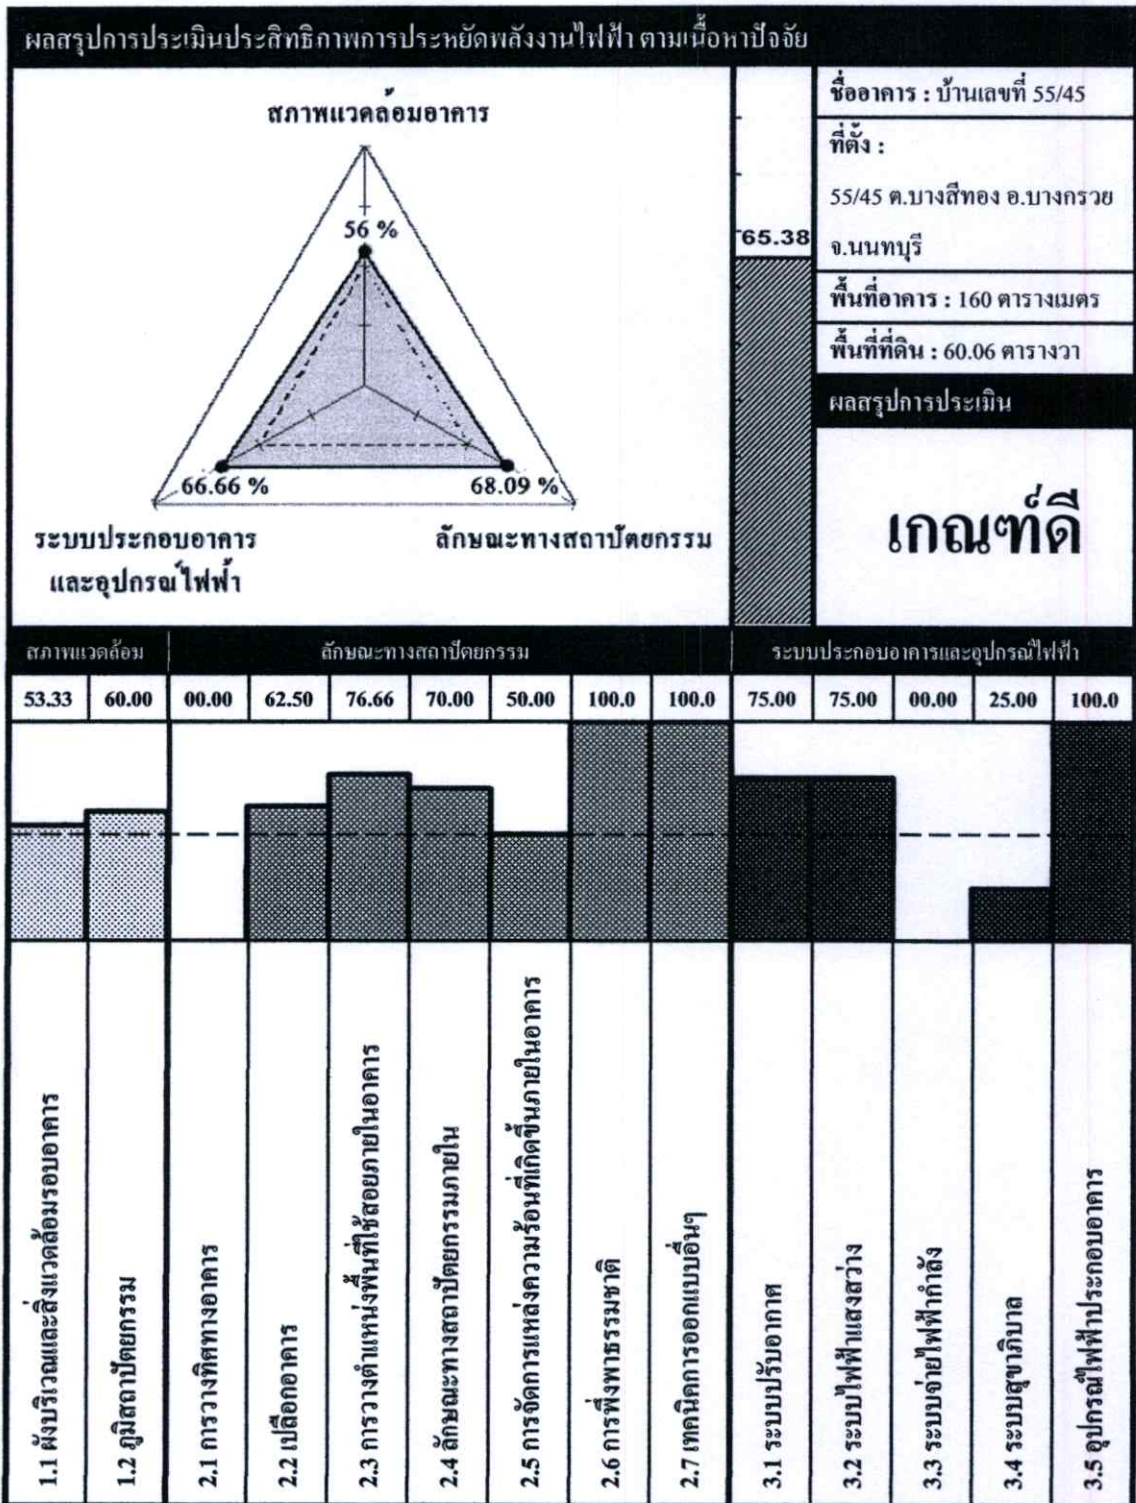 ผลสรุปการประเมินประสิทธิภาพการประหยัดพลังงานไฟฟ้า ตามเนื้อหาปัจจัย
สภาพแวดล้อมอาคาร
56 %
66.66 %
68.09 %
ระบบประกอบอาคาร
และอุปกรณ์ไฟฟ้า
ลักษณะทางสถาปัตยกรรม
65.38
ชื่ออาคาร : บ้านเลขที่ 55/45
ที่ตั้ง :
55/45 ต.บางสีทอง อ.บางกรวย
จ.นนทบุรี
พื้นที่อาคาร : 160 ตารางเมตร
พื้นที่ที่ดิน : 60.06 ตารางวา
ผลสรุปการประเมิน
เกณฑ์ดี
สภาพแวดล้อม ลักษณะทางสถาปัตยกรรม ระบบประกอบอาคารและอุปกรณ์ไฟฟ้า
53.33 60.00 00.00 62.50 76.66 70.00 50.00 100.0 100.0 75.00 75.00 00.00 25.00 100.0
1.1 ผังบริเวณและสิ่งแวดล้อมรอบอาคาร
1.2 ภูมิสถาปัตยกรรม
2.1 การวางทิศทางอาคาร
2.2 เปลือกอาคาร
2.3 การวางตำแหน่งพื้นที่ใช้สอยภายในอาคาร
2.4 ลักษณะทางสถาปัตยกรรมภายใน
2.5 การจัดการแหล่งความร้อนที่เกิดขึ้นภายในอาคาร
2.6 การพึ่งพาธรรมชาติ
2.7 เทคนิคการออกแบบอื่นๆ
3.1 ระบบปรับอากาศ
3.2 ระบบไฟฟ้าแสงสว่าง
3.3 ระบบจ่ายไฟฟ้ากำลัง
3.4 ระบบสุขาภิบาล
3.5 อุปกรณ์ไฟฟ้าประกอบอาคาร